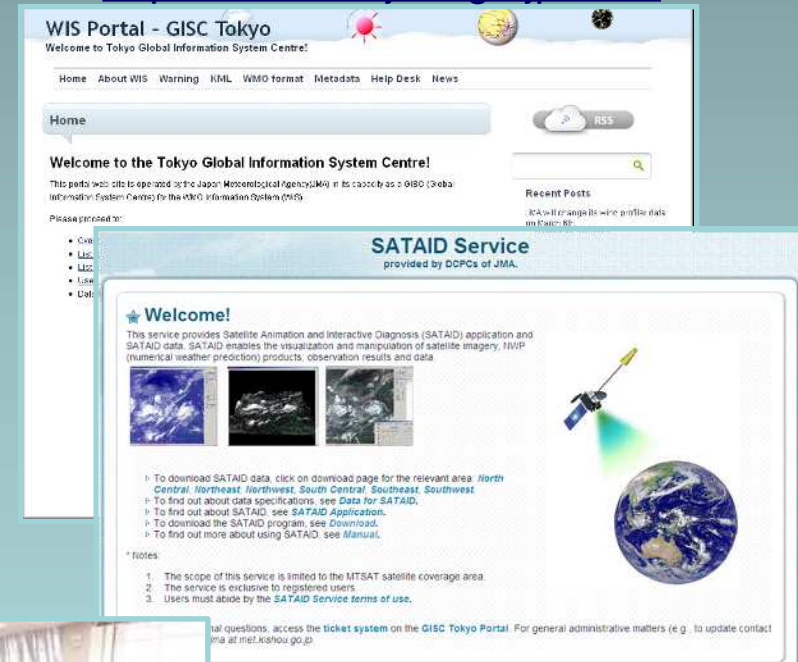 WIS Portal - GISC Tokyo
Welcome to Tokyo Global Information System Centre!
Home About WIS Warning KML WMO format Metadata Help Desk News
Home
RSS
Welcome to the Tokyo Global Information System Centre!
This portal web site is operated by the Japan Meteorological Agency(JMA) in its capacity as a GISC (Global
Information System Centre) for the WMO Information System (WIS).
Please proceed to:
Recent Posts
JMA will change its wind profiler data
on March 6th
SATAID Service
provided by DCPCs of JMA.
Welcome!
This service provides Satellite Animation and Interactive Diagnosis (SATAID) application and
SATAID data. SATAID enables the visualization and manipulation of satellite imagery, NWP
(numerical weather prediction) products, observation results and data
To download SATAID data, click on download page for the relevant area: North
Central, Northeast, Northwest, South Central, Southeast, Southwest
To find out about data specifications, see Data for SATAID.
To find out about SATAID, see SATAID Application.
To download the SATAID program, see Download.
To find out more about using SATAID, see Manual.
* Notes:
1. The scope of this service is limited to the MTSAT satellite coverage area.
2. The service is exclusive to registered users.
3. Users must abide by the SATAID Service terms of use.
questions, access the ticket system on the GISC Tokyo Portal. For general administrative matters (e.g., to update contact
at met.kishou.go.jp